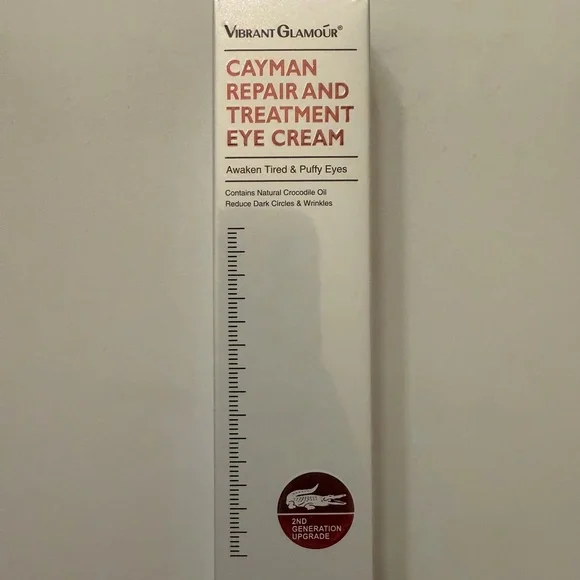 VIBRANT GLAMOUR®
CAYMAN
REPAIR AND
TREATMENT
EYE CREAM
Awaken Tired & Puffy Eyes
Contains Natural Crocodile Oil
Reduce Dark Circles & Wrinkles
2ND
GENERATION
UPGRADE